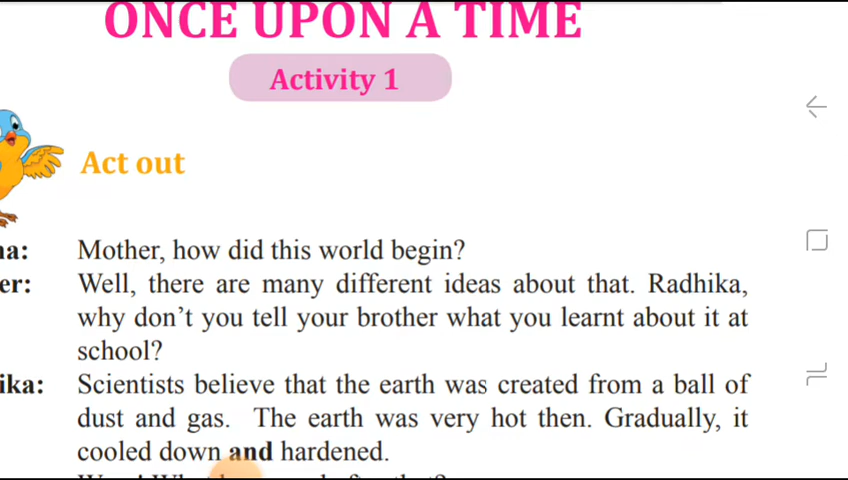 ONCE UPON A TIME
Activity 1
Act out
na: Mother, how did this world begin?
er: Well, there are many different ideas about that. Radhika,
why don’t you tell your brother what you learnt about it at
school?
ika: Scientists believe that the earth was created from a ball of
dust and gas. The earth was very hot then. Gradually, it
cooled down and hardened.